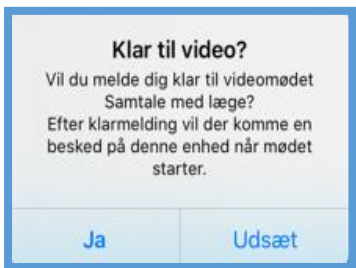 Klar til video?
Vil du melde dig klar til videomødet
Samtale med læge?
Efter klarmelding vil der komme en
besked på denne enhed når mødet
starter.
Ja
Udsæt